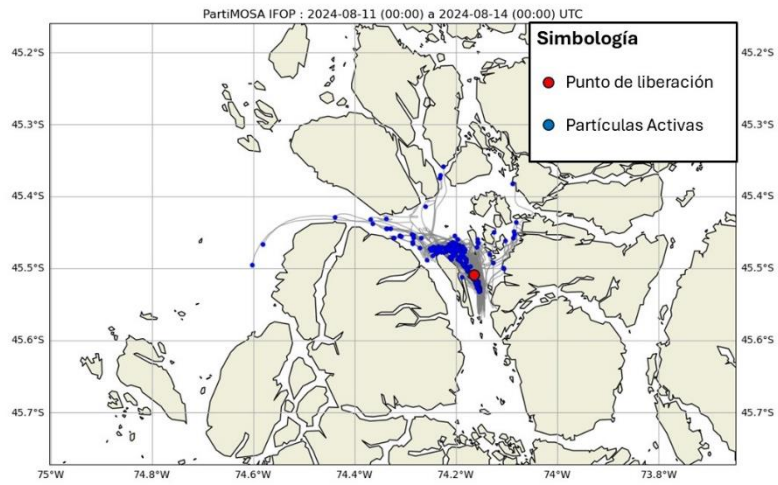 PartiMOSA IFOP : 2024-08-11 (00:00) a 2024-08-14 (00:00) UTC
Simbología
Punto de liberación
Partículas Activas
45.2°S
45.2°S
45.3°S
45.3°S
45.4°S
45.4°S
45.5°S
45.5°S
45.6°S
45.6°S
45.7°S
45.7°S
75°W
74.8°W
74.6°W
74.4°W
74.2°W
74°W
73.8°W